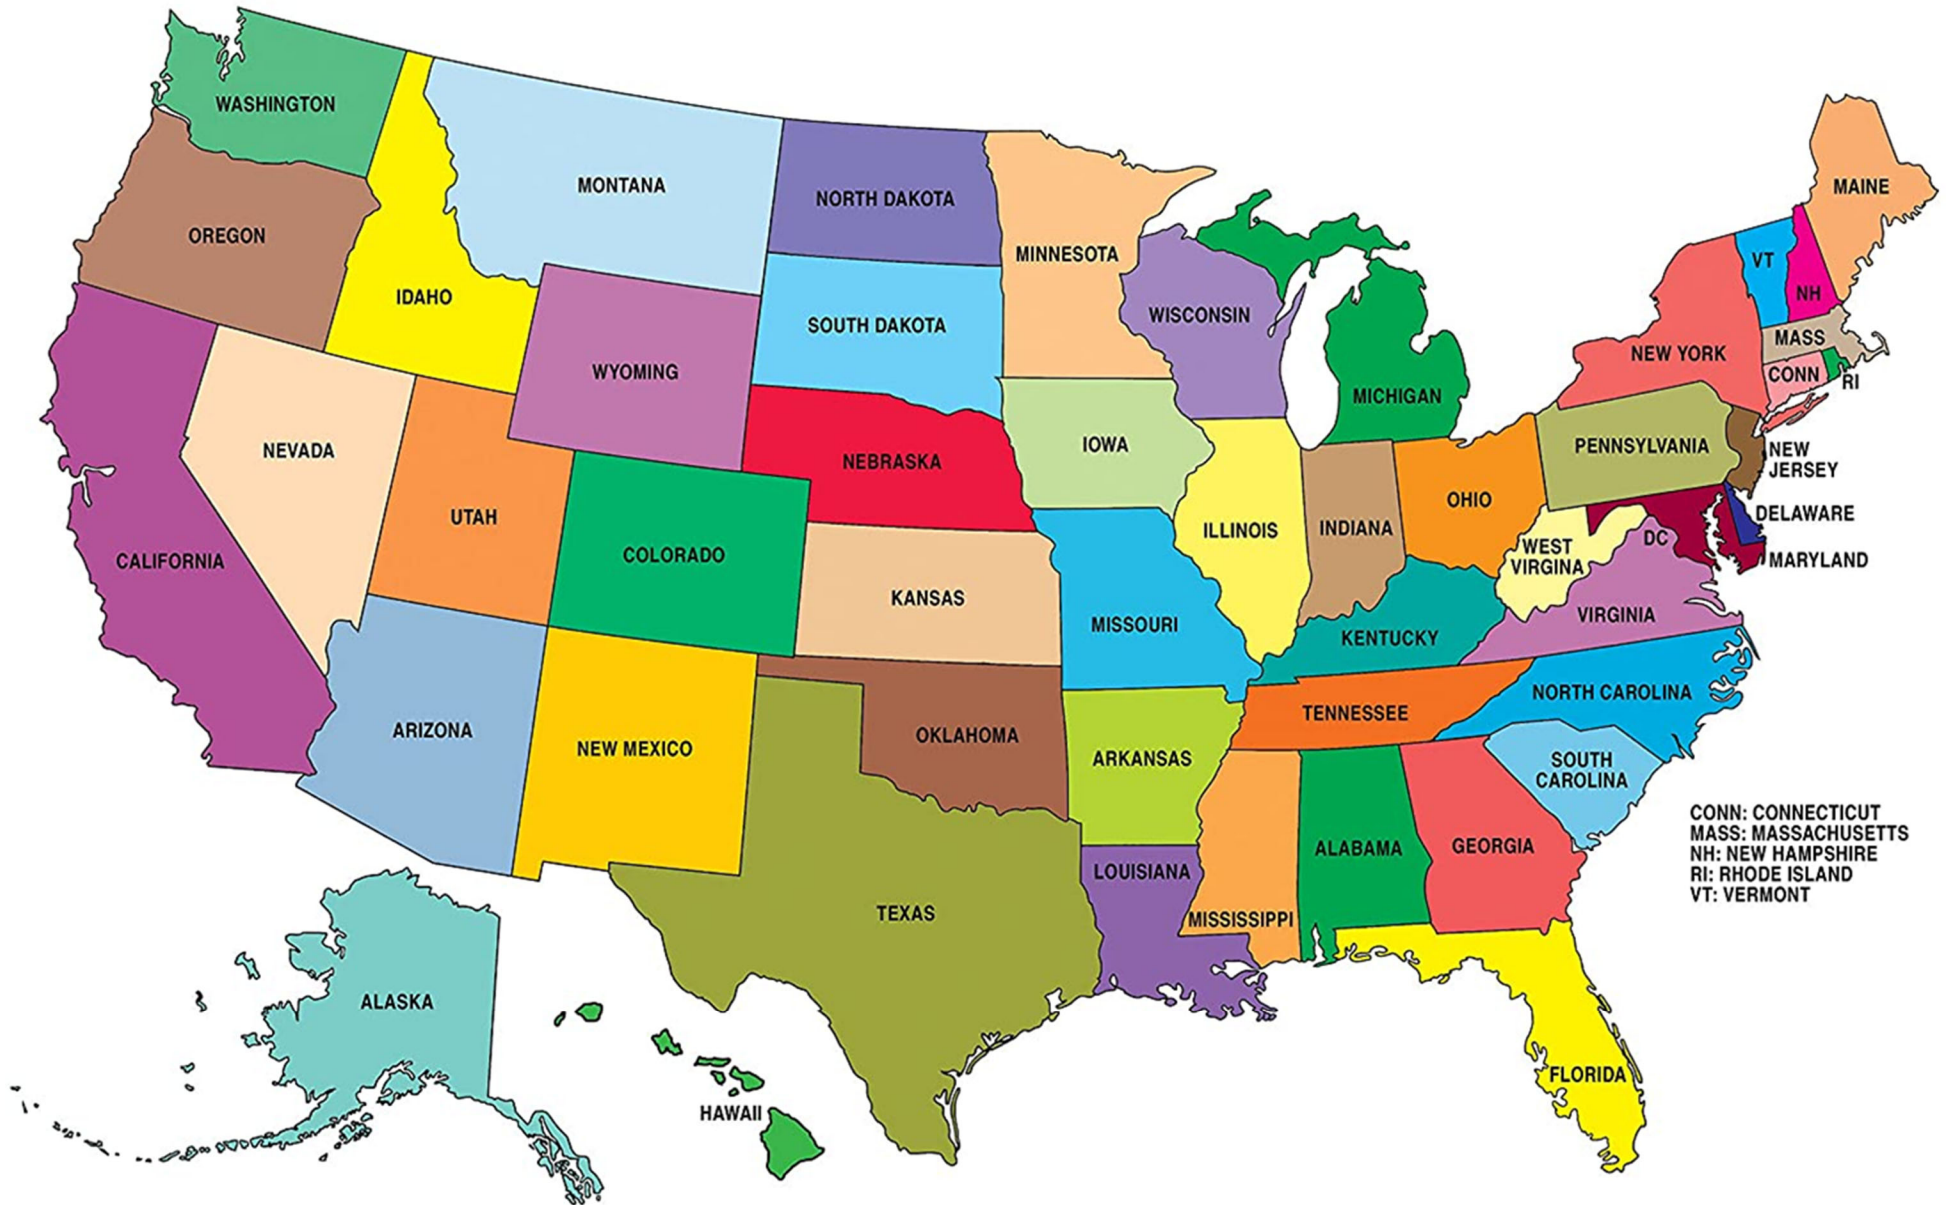 WASHINGTON
OREGON
IDAHO
MONTANA
NORTH DAKOTA
MINNESOTA
MAINE
VT
NH
WISCONSIN
SOUTH DAKOTA
WYOMING
MICHIGAN
NEW YORK
MASS
CONN
RI
NEVADA
UTAH
NEBRASKA
IOWA
PENNSYLVANIA
NEW
JERSEY
CALIFORNIA
COLORADO
KANSAS
ILLINOIS
INDIANA
OHIO
WEST
VIRGINA
DC
DELAWARE
MARYLAND
MISSOURI
KENTUCKY
VIRGINIA
ARIZONA
NEW MEXICO
OKLAHOMA
ARKANSAS
TENNESSEE
NORTH CAROLINA
SOUTH
CAROLINA
TEXAS
LOUISIANA
MISSISSIPPI
ALABAMA
GEORGIA
CONN: CONNECTICUT
MASS: MASSACHUSETTS
NH: NEW HAMPSHIRE
RI: RHODE ISLAND
VT: VERMONT
ALASKA
HAWAII
FLORIDA